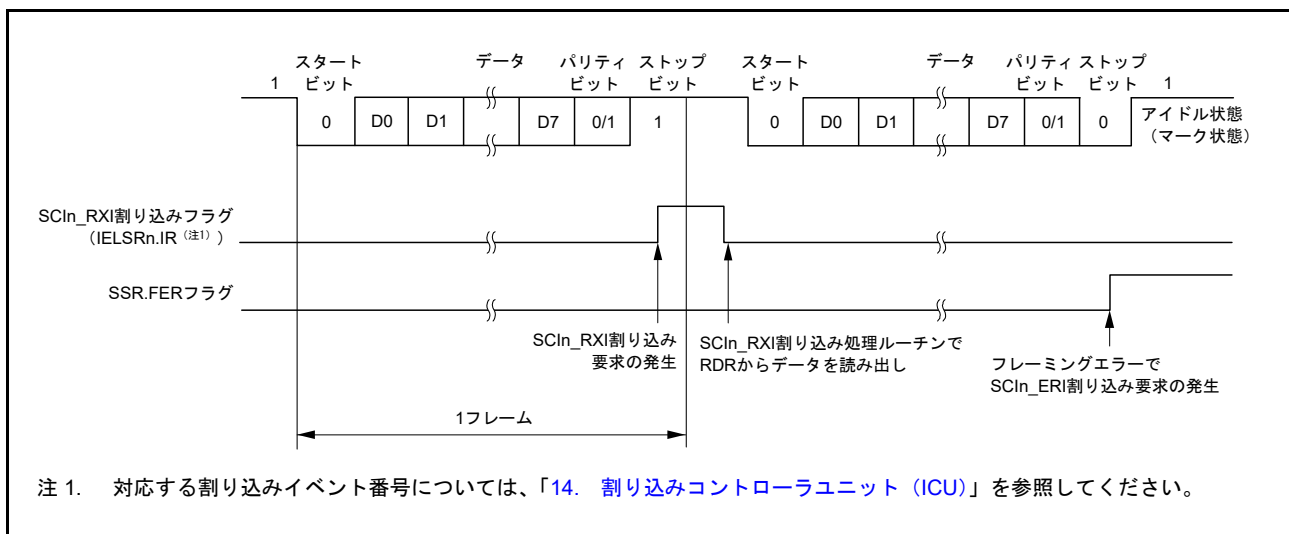 スタート
ビット
データ
パリティ
ビット
ストップ
ビット
スタート
ビット
データ
パリティ
ビット
ストップ
ビット
1
0 D0 D1 D7 0/1 1 0 D0 D1 D7 0/1 0
1
アイドル状態
（マーク状態）
SCIn_RXI割り込みフラグ
（IELSRn.IR（注1））
SSR.FERフラグ
SCIn_RXI割り込み
要求の発生
SCIn_RXI割り込み処理ルーチンで
RDRからデータを読み出し
フレーミングエラーで
SCIn_ERI割り込み要求の発生
1フレーム
注 1. 対応する割り込みイベント番号については、「14. 割り込みコントローラユニット（ICU）」を参照してください。